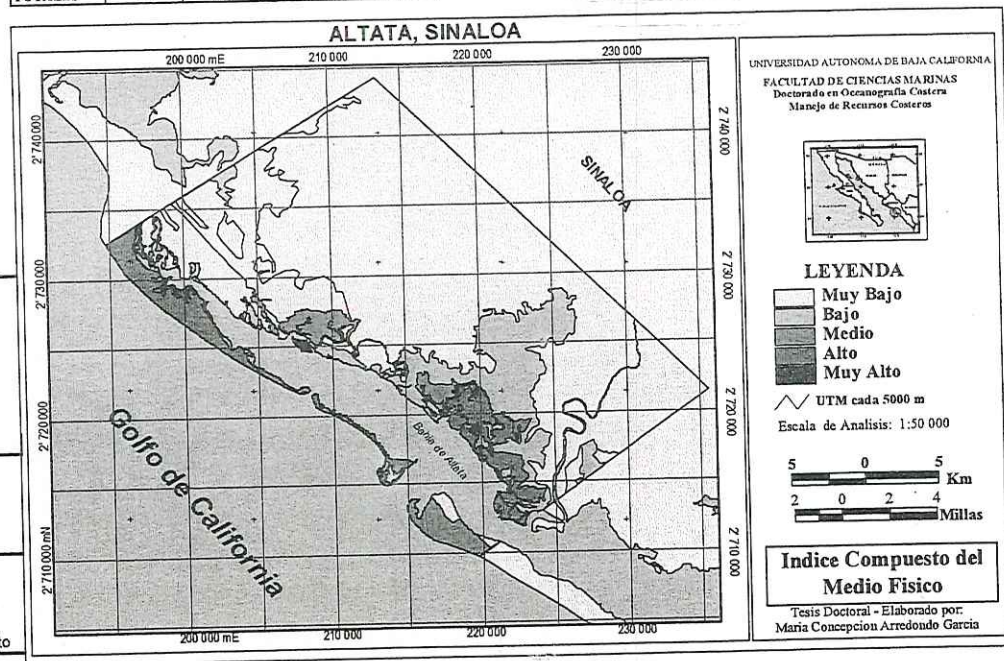 ALTATA, SINALOA
200 000 mE
210 000
220 000
230 000
2'740 000
2'730 000
2'720 000
2'710 000 mN
2'740 000
2'730 000
2'720 000
2'710 000
SINALOA
Bahia de Altata
Golfo de California
200 000 mE
210 000
220 000
230 000
UNIVERSIDAD AUTONOMA DE BAJA CALIFORNIA
FACULTAD DE CIENCIAS MARINAS
Doctorado en Oceanografia Costera
Manejo de Recursos Costeros
LEYENDA
Muy Bajo
Bajo
Medio
Alto
Muy Alto
UTM cada 5000 m
Escala de Analisis: 1:50 000
5 0 5
Km
2 0 2 4
Millas
Indice Compuesto del
Medio Fisico
Tesis Doctoral - Elaborado por:
Maria Concepcion Arredondo Garcia